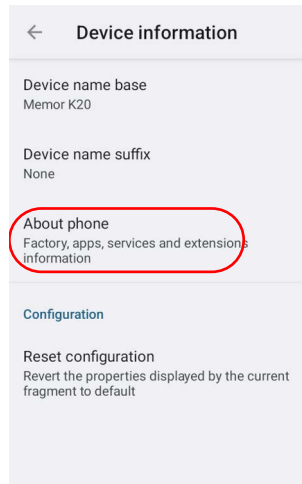 Device information
Device name base
Memor K20
Device name suffix
None
About phone
Factory, apps, services and extensions
information
Configuration
Reset configuration
Revert the properties displayed by the current
fragment to default